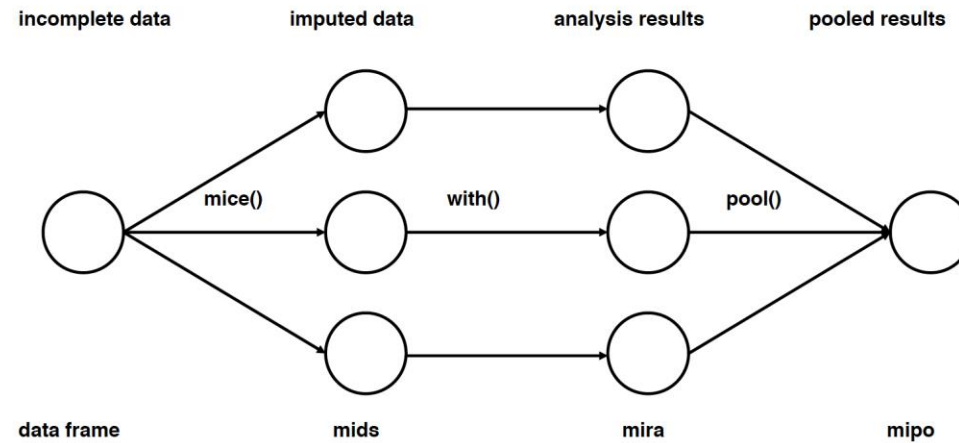 incomplete data imputed data analysis results pooled results
mice() with() pool()
data frame mids mira mipo